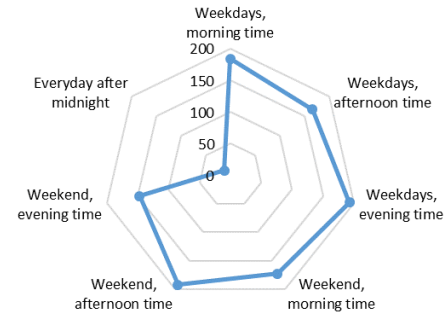 Weekdays,
morning time
200
150
100
50
0
Weekdays,
afternoon time
Weekdays,
evening time
Weekend,
morning time
Weekend,
afternoon time
Weekend,
evening time
Everyday after
midnight